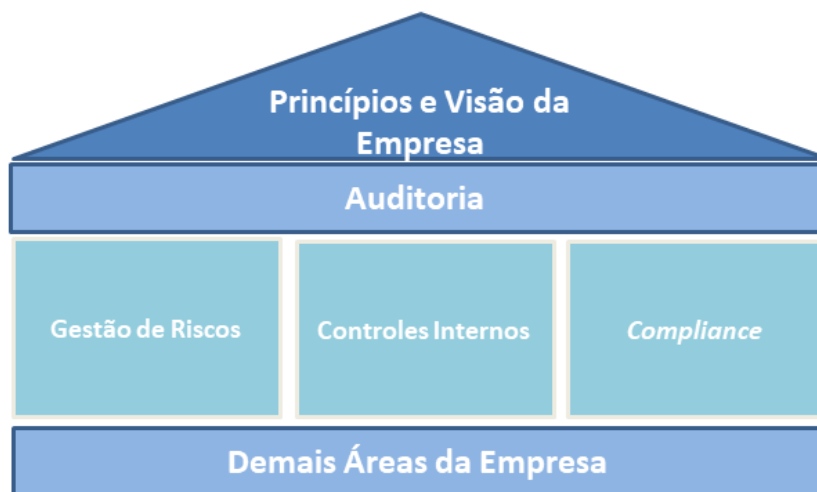 Princípios e Visão da
Empresa
Auditoria
Gestão de Riscos
Controles Internos
Compliance
Demais Áreas da Empresa